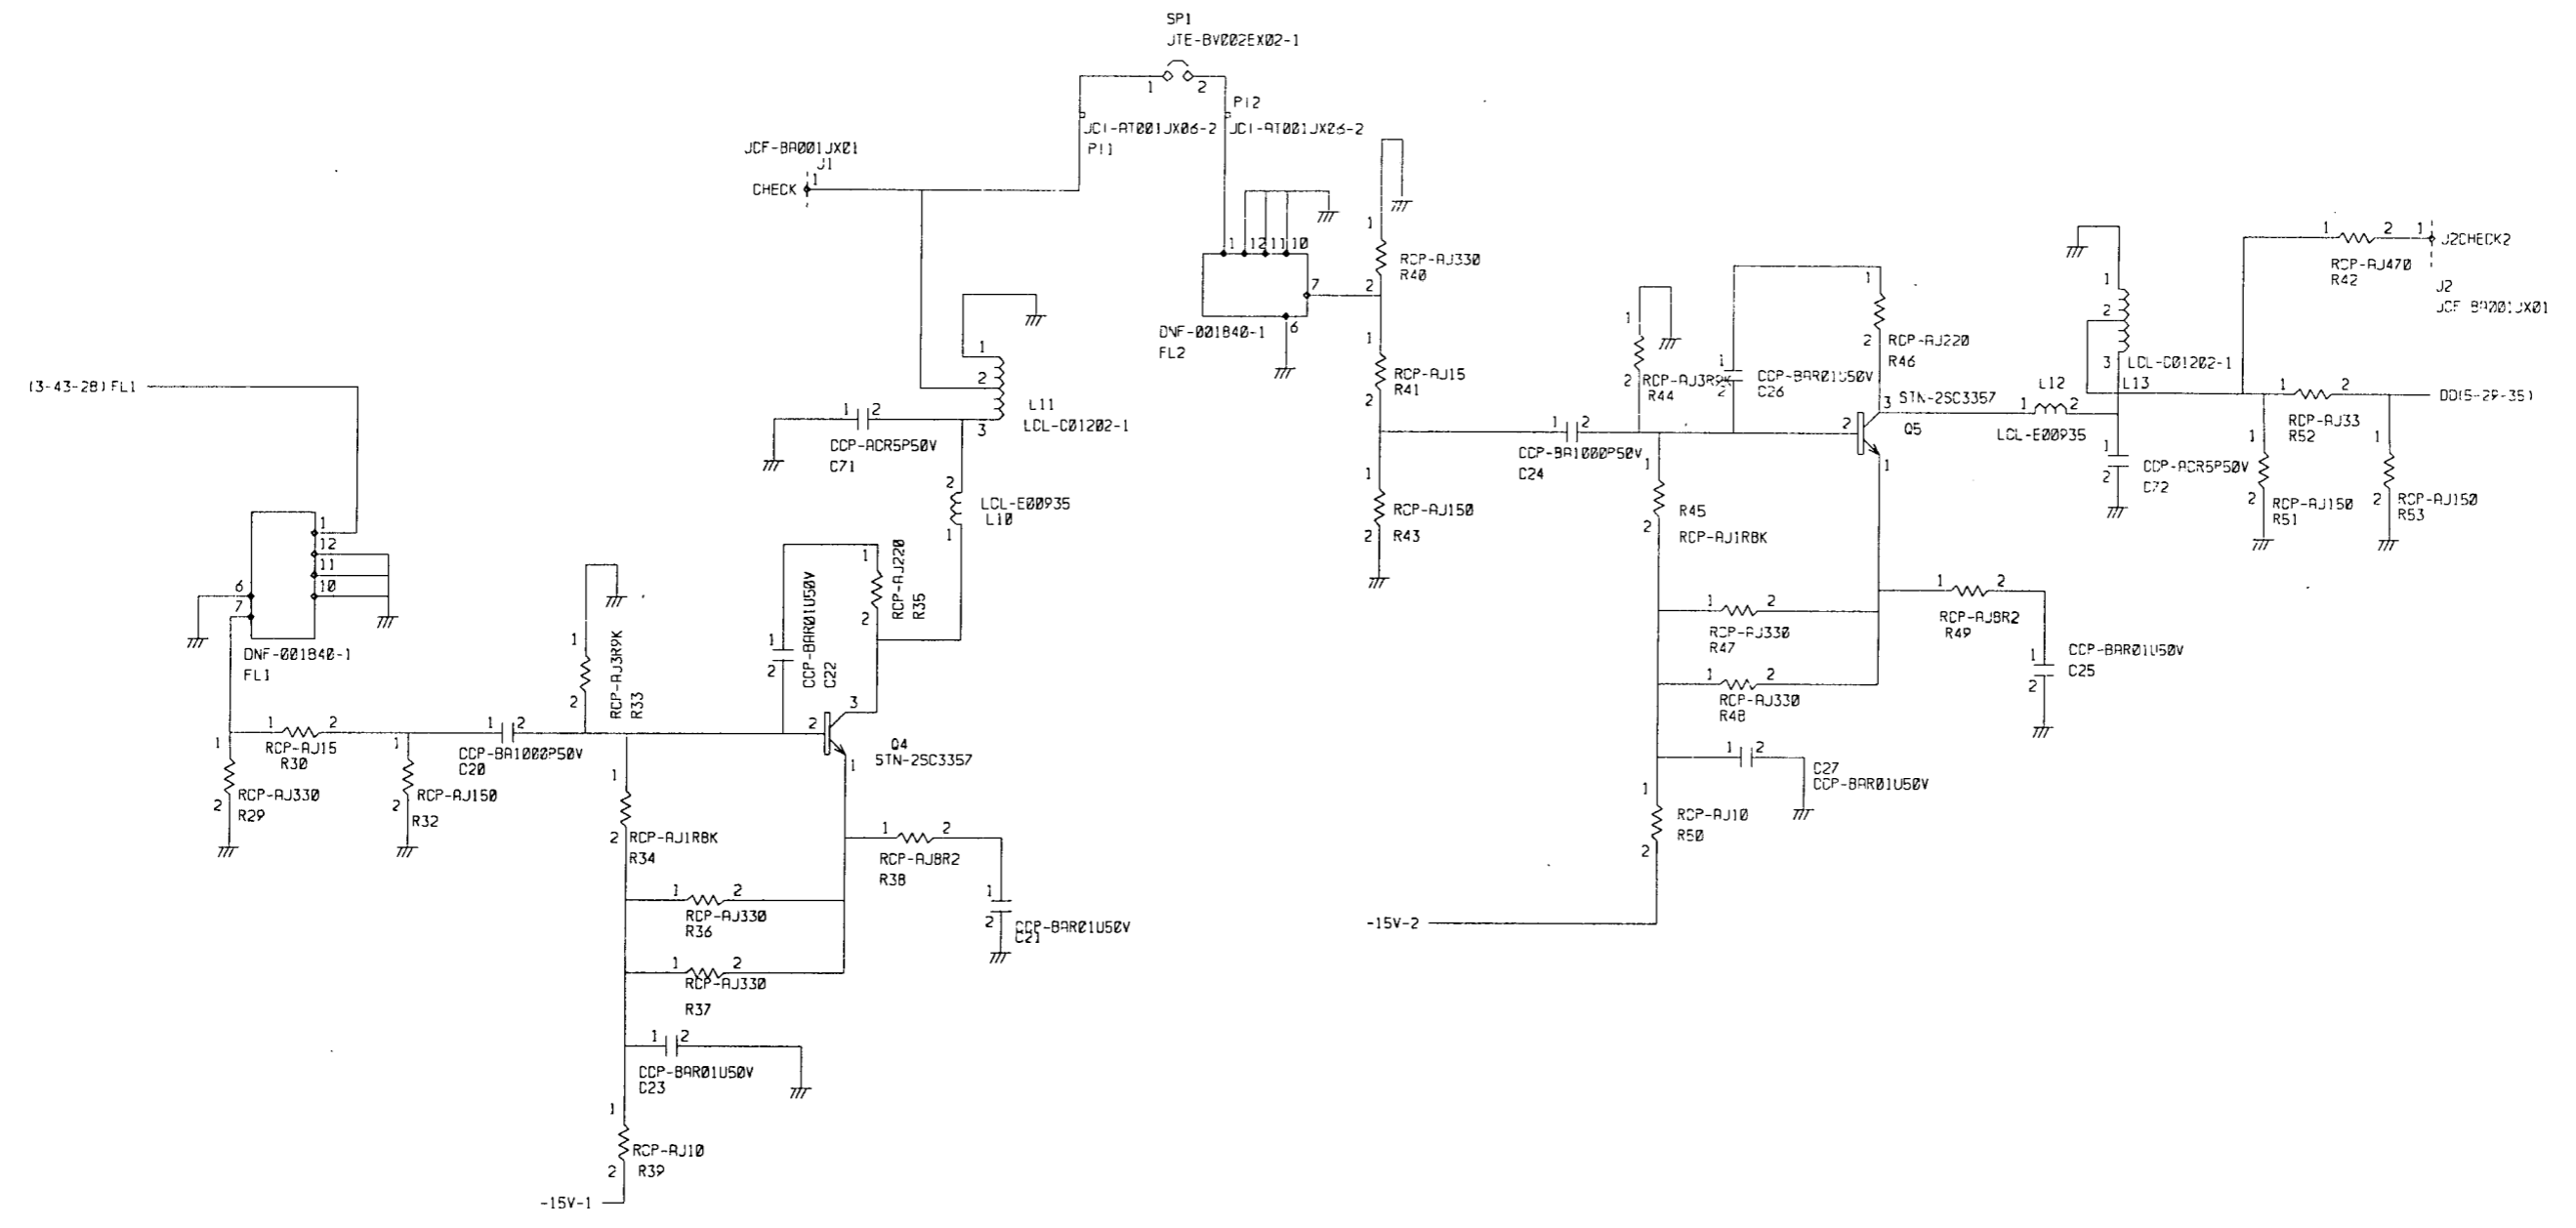 SP1
JTE-BV002EX02-1
1
2
PI2
JCI-AT001JX06-2
JCI-AT001JX06-2
PI1
JCF-BA001JX01
J1
CHECK
1
1
12
11
10
7
6
DNF-001840-1
FL2
1
2
RCP-AJ330
R40
1
2
RCP-AJ15
R41
1
2
RCP-AJ150
R43
1
2
CCP-BA1000P50V
C24
1
2
RCP-AJ3R9K
R44
1
2
CCP-BAR01U50V
C26
1
2
RCP-AJ220
R46
3
STN-2SC3357
2
Q5
1
1
2
L12
LCL-E00935
1
2
3
LCL-C01202-1
L13
1
2
1
J2CHECK2
RCP-AJ470
R42
J2
JCF-BA001JX01
1
2
DD(5-29-35)
RCP-AJ33
R52
1
2
CCP-ACR5P50V
C72
1
2
RCP-AJ150
R51
1
2
RCP-AJ150
R53
1
2
R45
RCP-AJ1R8K
1
2
RCP-AJ330
R47
1
2
RCP-AJ330
R48
1
2
RCP-AJ8R2
R49
1
2
CCP-BAR01U50V
C25
1
2
C27
CCP-BAR01U50V
1
2
RCP-AJ10
R50
-15V-2
1
2
3
L11
LCL-C01202-1
1
2
CCP-ACR5P50V
C71
2
1
LCL-E00935
L10
(3-43-28)FL1
1
12
11
10
6
7
DNF-001840-1
FL1
1
2
RCP-AJ15
R30
1
2
RCP-AJ330
R29
1
2
RCP-AJ150
R32
1
2
CCP-BA1000P50V
C20
1
2
RCP-AJ3R9K
R33
1
2
CCP-BAR01U50V
C22
1
2
RCP-AJ220
R35
3
2
1
Q4
STN-2SC3357
1
2
RCP-AJ1R8K
R34
1
2
RCP-AJ8R2
R38
1
2
CCP-BAR01U50V
C21
1
2
RCP-AJ330
R36
1
2
RCP-AJ330
R37
1
2
CCP-BAR01U50V
C23
1
2
RCP-AJ10
R39
-15V-1